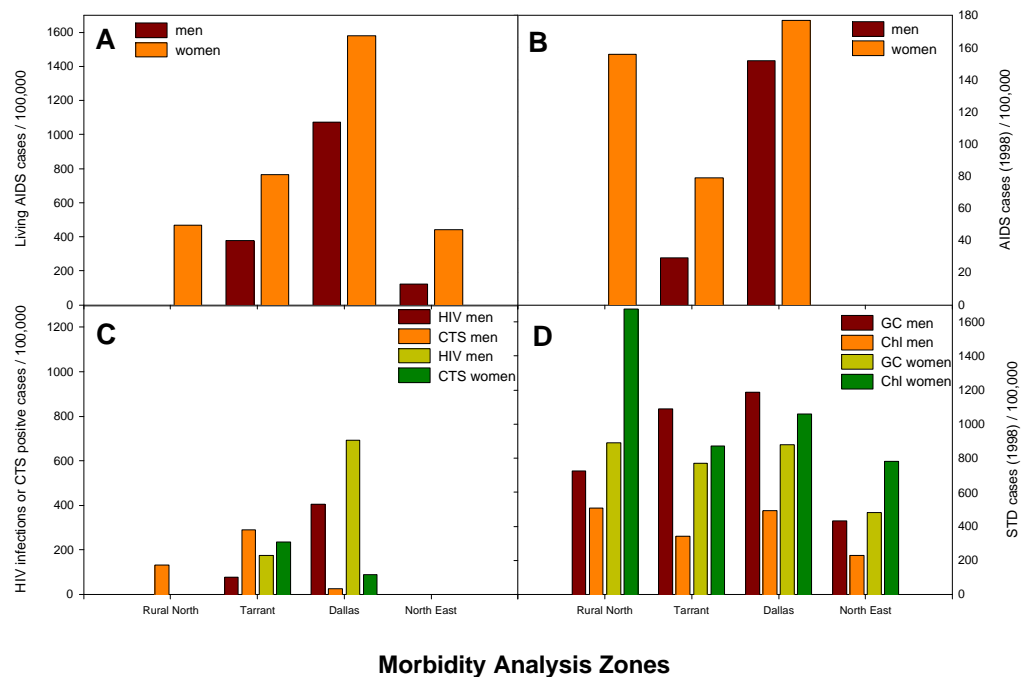 A
men
women
Living AIDS cases / 100,000
1600
1400
1200
1000
800
600
400
200
0
B
men
women
AIDS cases (1998) / 100,000
180
160
140
120
100
80
60
40
20
0
C
HIV men
CTS men
HIV men
CTS women
HIV infections or CTS positve cases / 100,000
1200
1000
800
600
400
200
0
Rural North
Tarrant
Dallas
North East
D
GC men
Chl men
GC women
Chl women
STD cases (1998) / 100,000
1600
1400
1200
1000
800
600
400
200
0
Rural North
Tarrant
Dallas
North East
Morbidity Analysis Zones